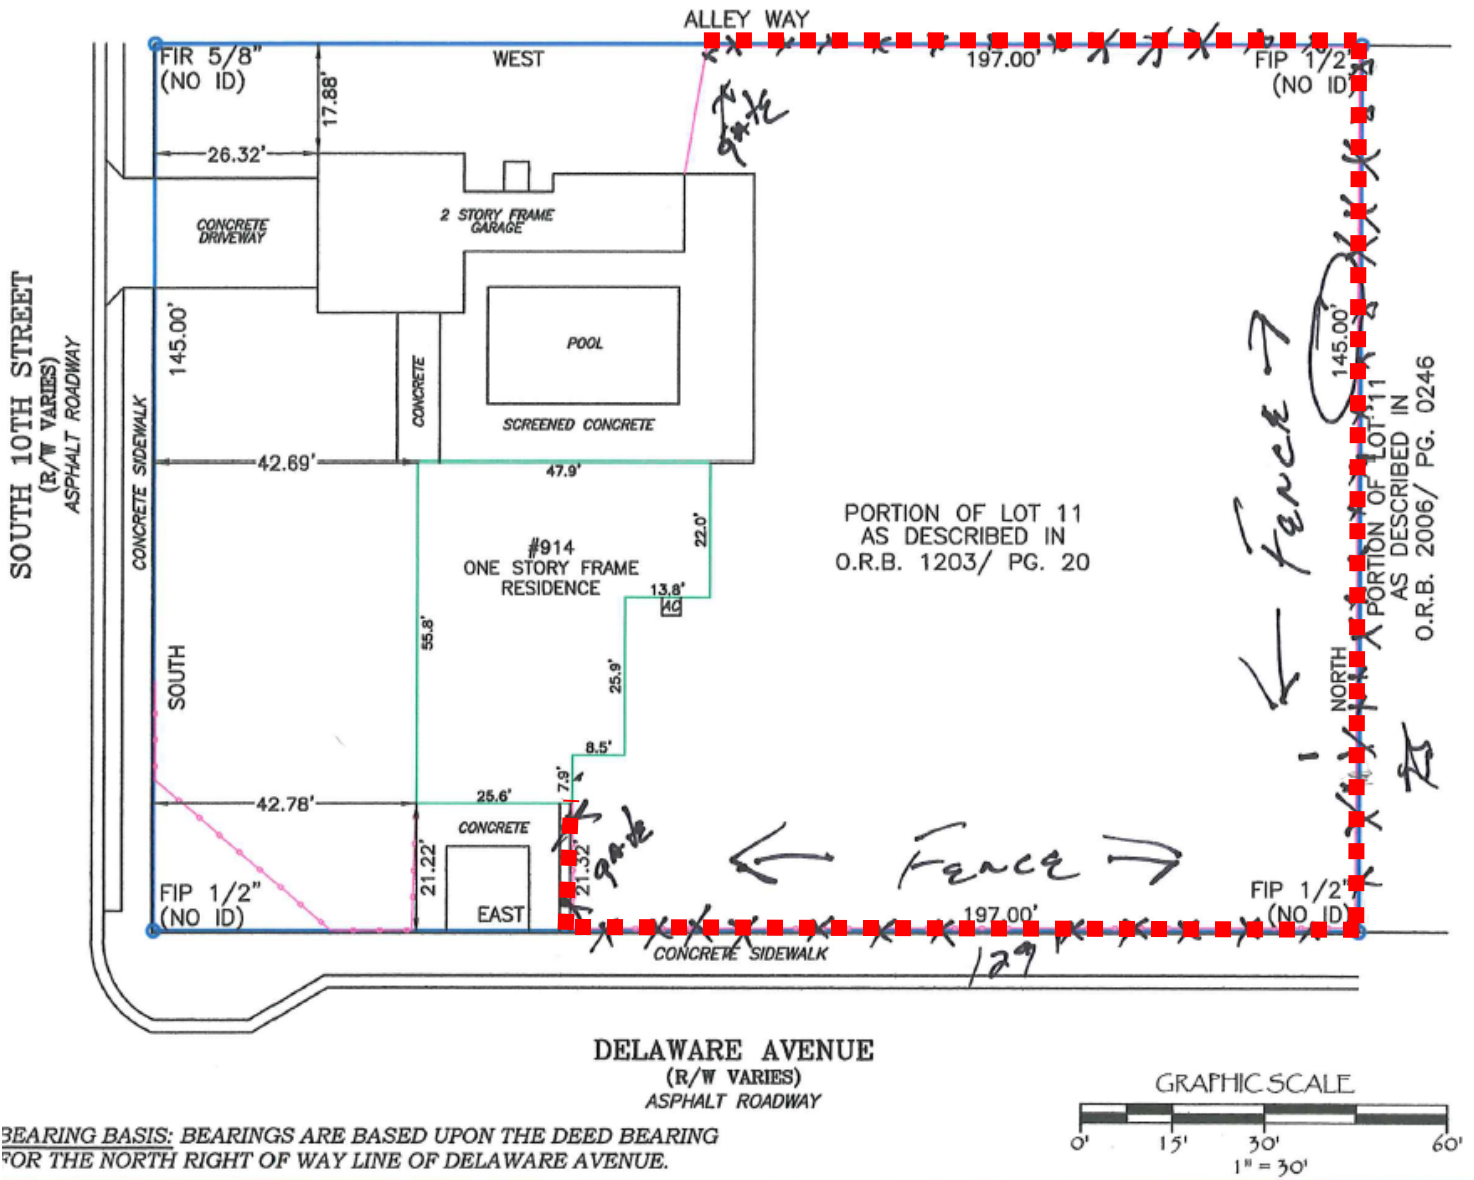 ALLEY WAY
FIR 5/8"
(NO ID)
WEST
197.00'
FIP 1/2"
(NO ID)
17.88'
26.32'
gate
2 STORY FRAME
GARAGE
CONCRETE
DRIVEWAY
SOUTH 10TH STREET
(R/W VARIES)
ASPHALT ROADWAY
CONCRETE SIDEWALK
145.00'
CONCRETE
POOL
SCREENED CONCRETE
42.69'
47.9'
22.0'
#914
ONE STORY FRAME
RESIDENCE
13.8'
AC
PORTION OF LOT 11
AS DESCRIBED IN
O.R.B. 1203/ PG. 20
Fence
145.00'
PORTION OF LOT 11
AS DESCRIBED IN
O.R.B. 2006/ PG. 0246
NORTH
SOUTH
55.8'
25.9'
8.5'
7.9'
42.78'
25.6'
CONCRETE
21.22'
21.32'
gate
Fence
FIP 1/2"
(NO ID)
EAST
197.00'
FIP 1/2"
(NO ID)
CONCRETE SIDEWALK
129
DELAWARE AVENUE
(R/W VARIES)
ASPHALT ROADWAY
GRAPHIC SCALE
0' 15' 30' 60'
1" = 30'
BEARING BASIS: BEARINGS ARE BASED UPON THE DEED BEARING
FOR THE NORTH RIGHT OF WAY LINE OF DELAWARE AVENUE.